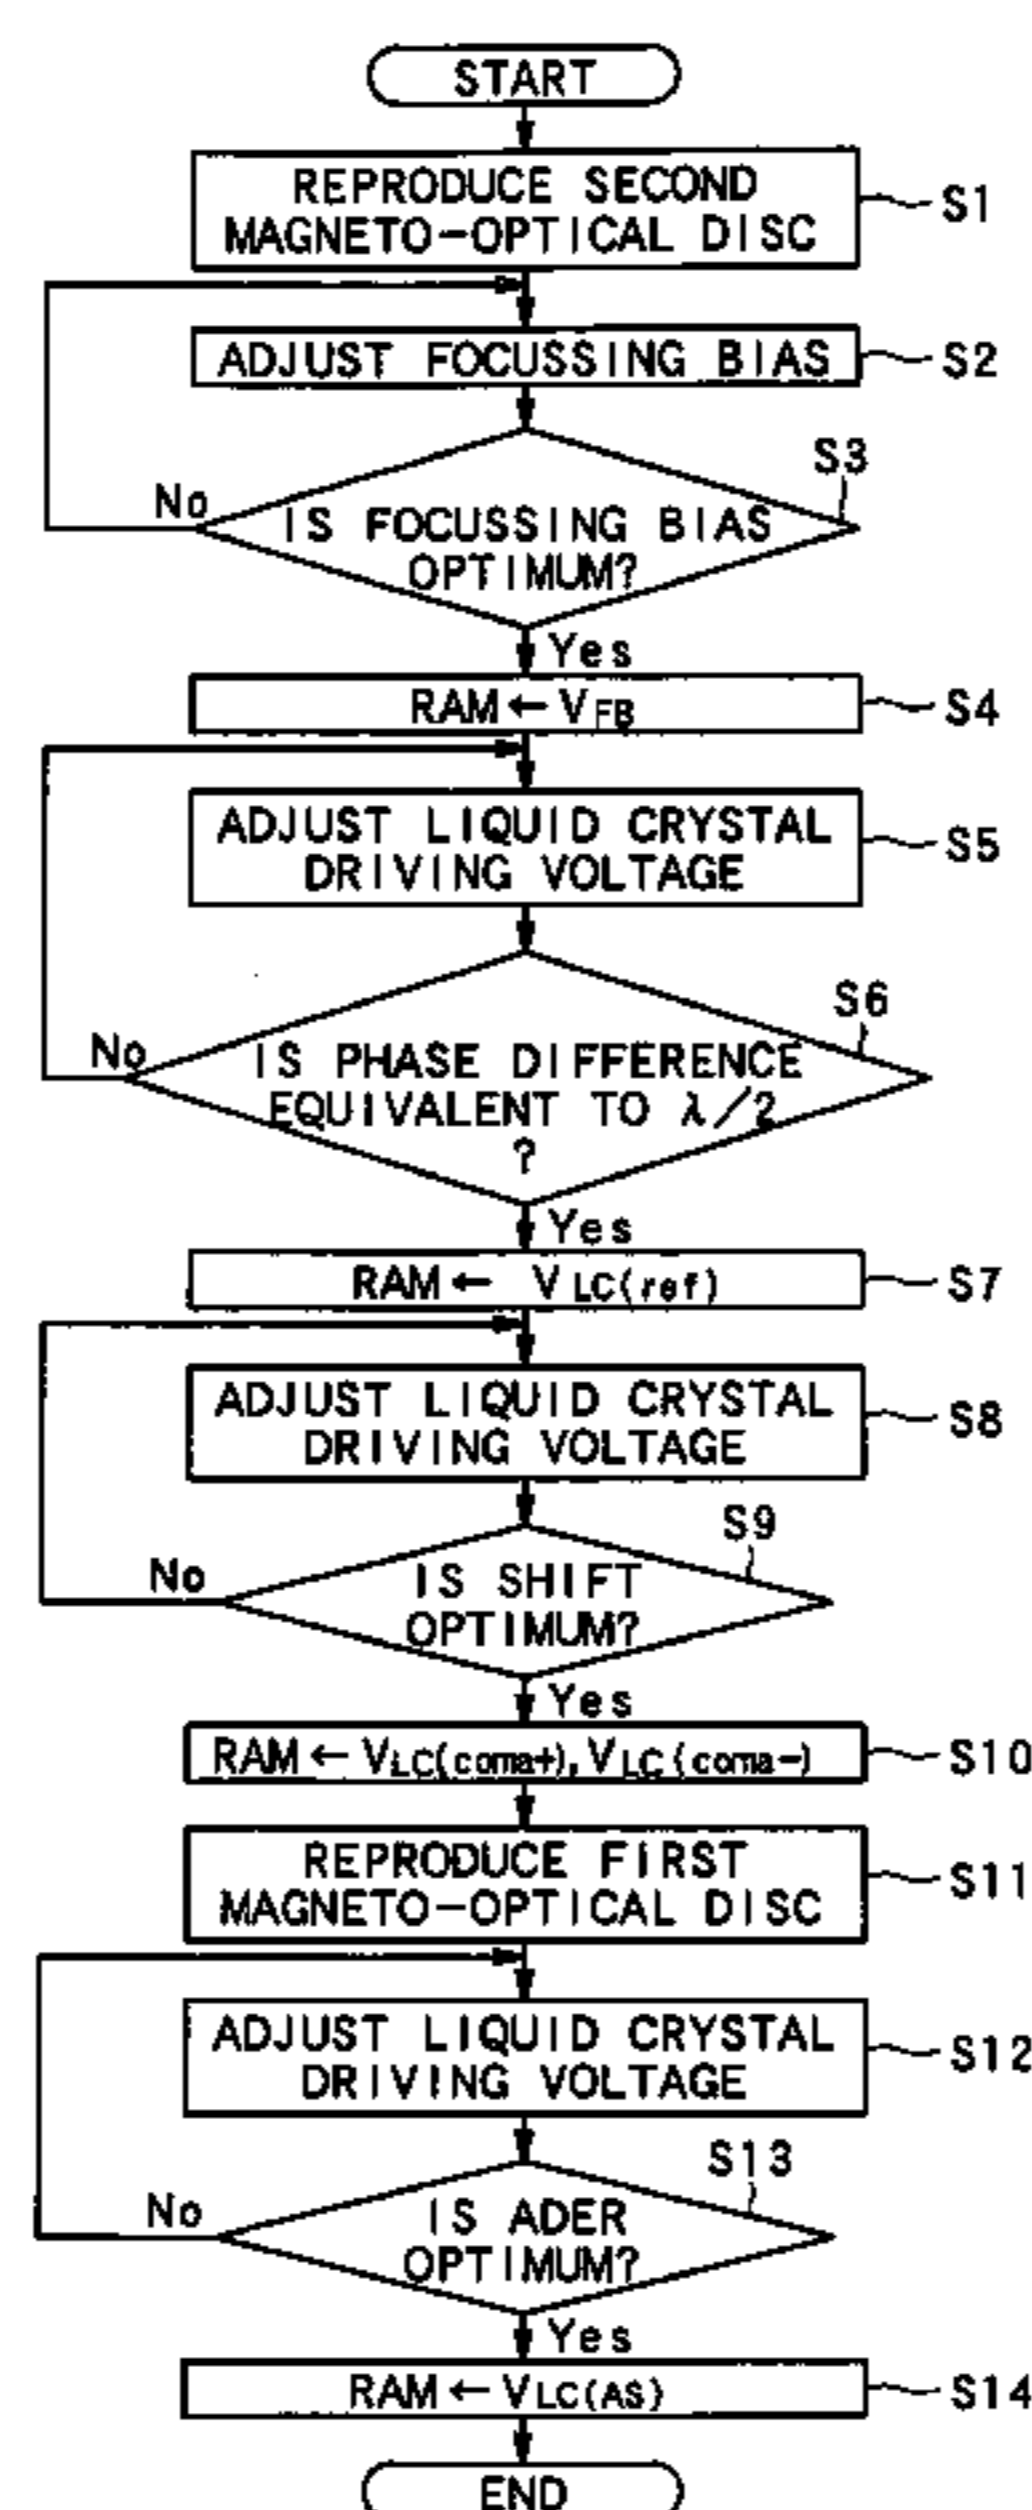 START
REPRODUCE SECOND
MAGNETO-OPTICAL DISC
S1
ADJUST FOCUSSING BIAS
S2
S3
No
IS FOCUSSING BIAS
OPTIMUM?
Yes
RAM ← VFB
S4
ADJUST LIQUID CRYSTAL
DRIVING VOLTAGE
S5
S6
No
IS PHASE DIFFERENCE
EQUIVALENT TO λ/2
?
Yes
RAM ← VLC(ref)
S7
ADJUST LIQUID CRYSTAL
DRIVING VOLTAGE
S8
S9
No
IS SHIFT
OPTIMUM?
Yes
RAM ← VLC(coma+), VLC(coma-)
S10
REPRODUCE FIRST
MAGNETO-OPTICAL DISC
S11
ADJUST LIQUID CRYSTAL
DRIVING VOLTAGE
S12
S13
No
IS ADER
OPTIMUM?
Yes
RAM ← VLC(AS)
S14
END